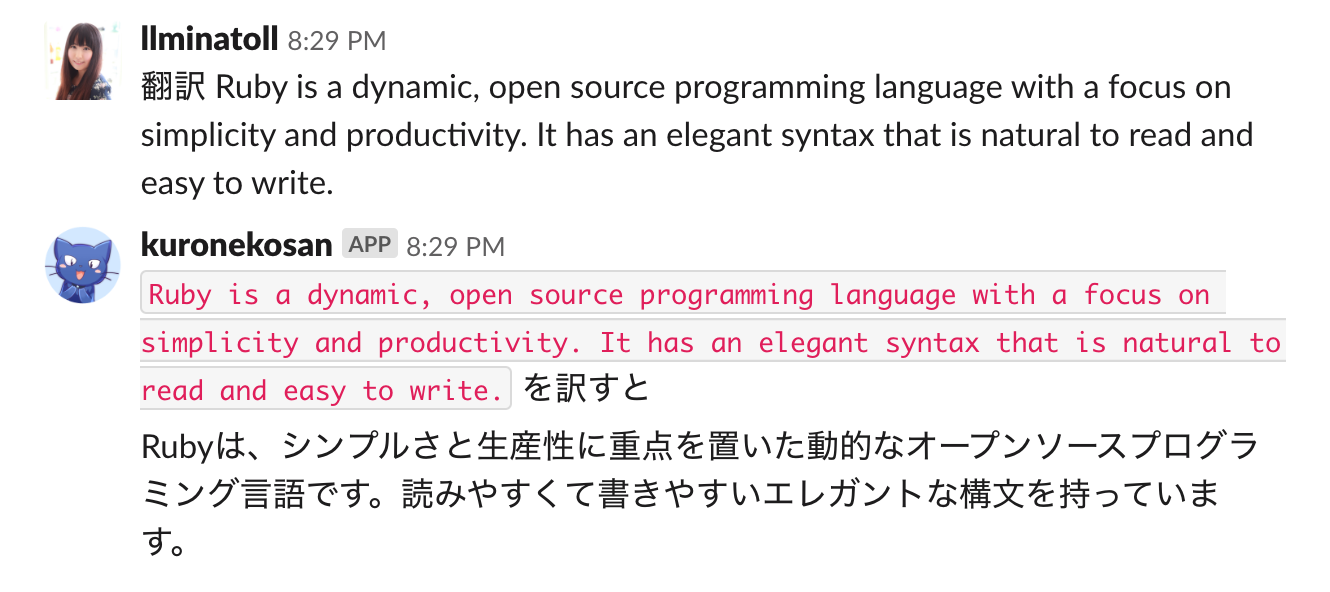 llminatoll 8:29 PM
翻訳 Ruby is a dynamic, open source programming language with a focus on
simplicity and productivity. It has an elegant syntax that is natural to read and
easy to write.
kuronekosan APP 8:29 PM
Ruby is a dynamic, open source programming language with a focus on
simplicity and productivity. It has an elegant syntax that is natural to
read and easy to write. を訳すと
Rubyは、シンプルさと生産性に重点を置いた動的なオープンソースプログラ
ミング言語です。読みやすくて書きやすいエレガントな構文を持っていま
す。